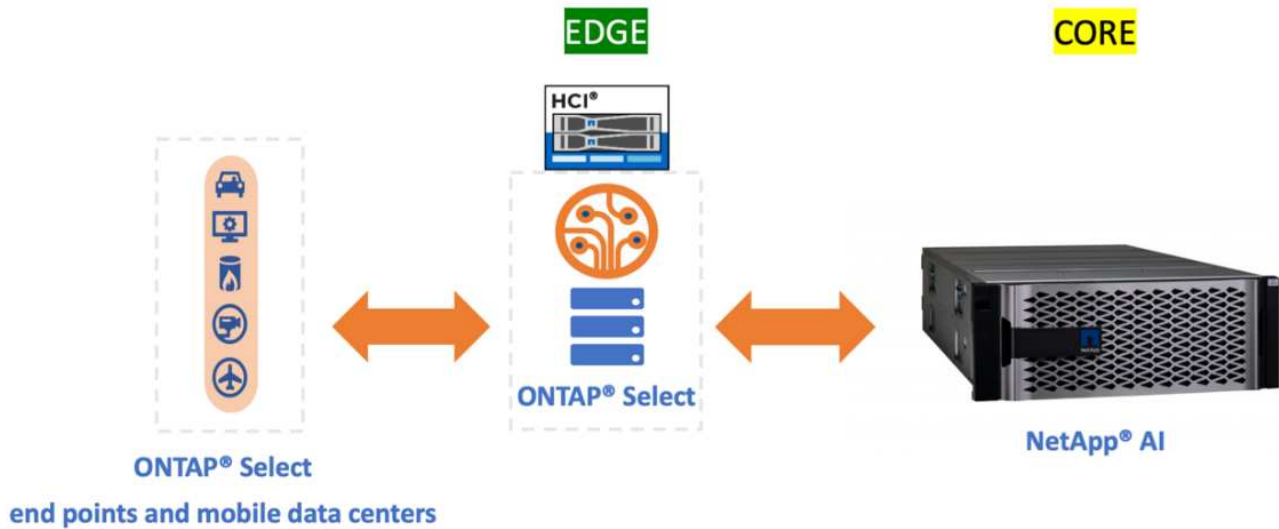 EDGE
CORE
HCI®
ONTAP® Select
NetApp® AI
ONTAP® Select
end points and mobile data centers